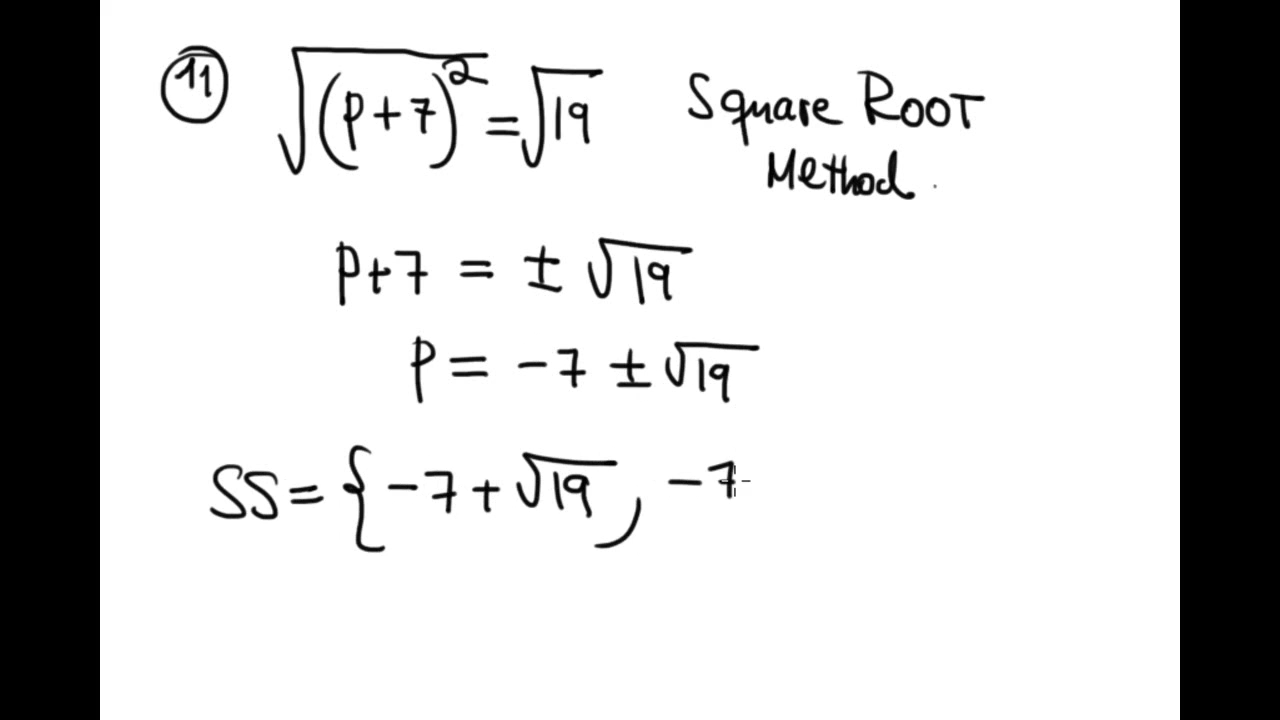 11 √(p+7)² = √19 Square ROOT
Method.
p+7 = ± √19
p = -7 ± √19
SS = { -7 + √19 , -7